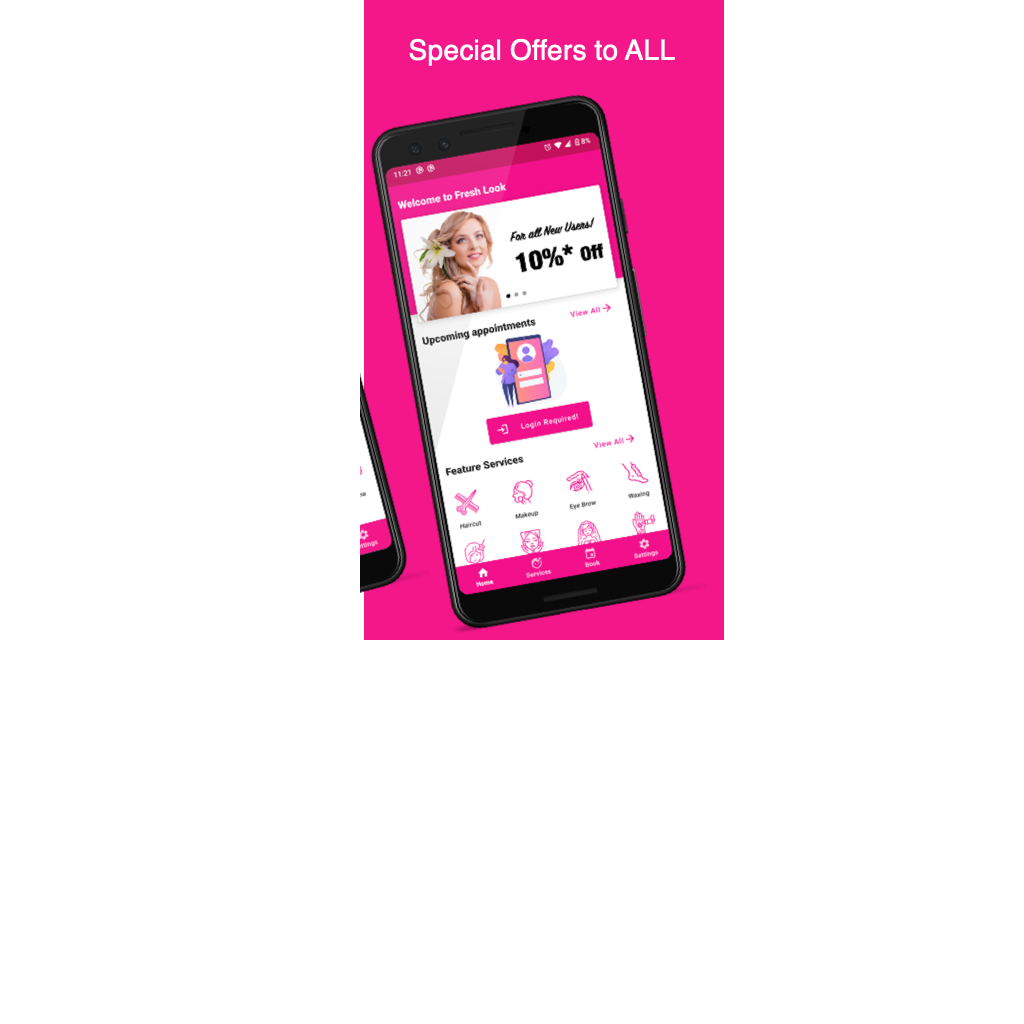 Special Offers to ALL
11:21
8%
Welcome to Fresh Look
For all New Users!
10%* Off
Upcoming appointments
View All
Login Required!
Feature Services
View All
Haircut
Makeup
Eye Brow
Waxing
Home
Services
Book
Settings